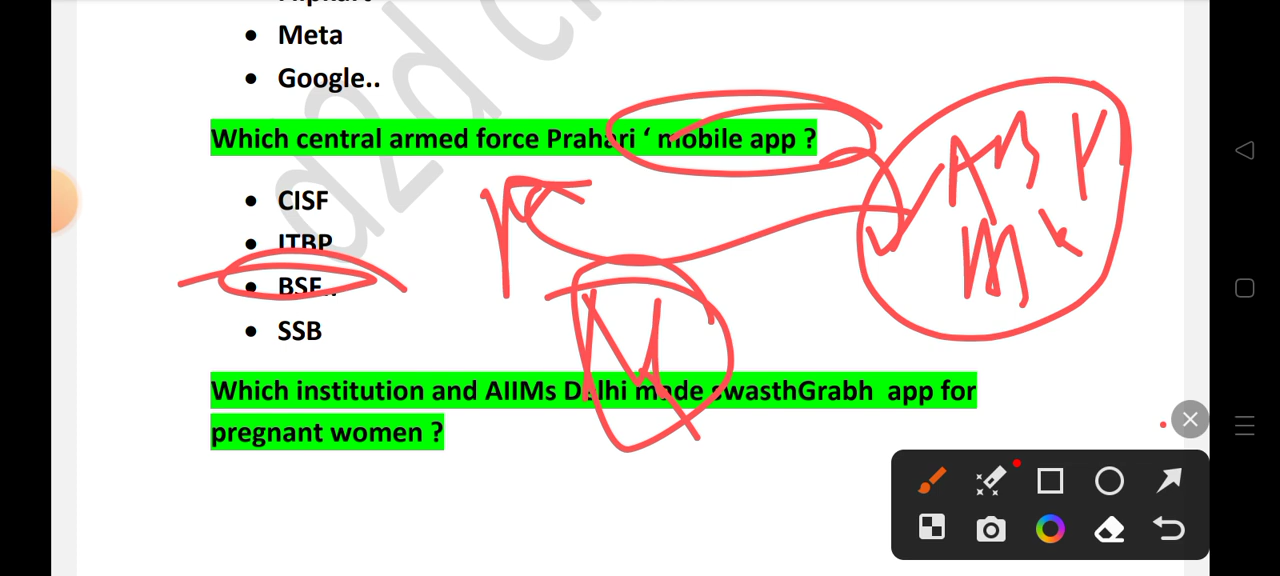 Meta
Google..
Which central armed force Prahari ‘ mobile app ?
CISF
ITBP
BSF..
SSB
Which institution and AIIMs Delhi made swasthGrabh app for
pregnant women ?